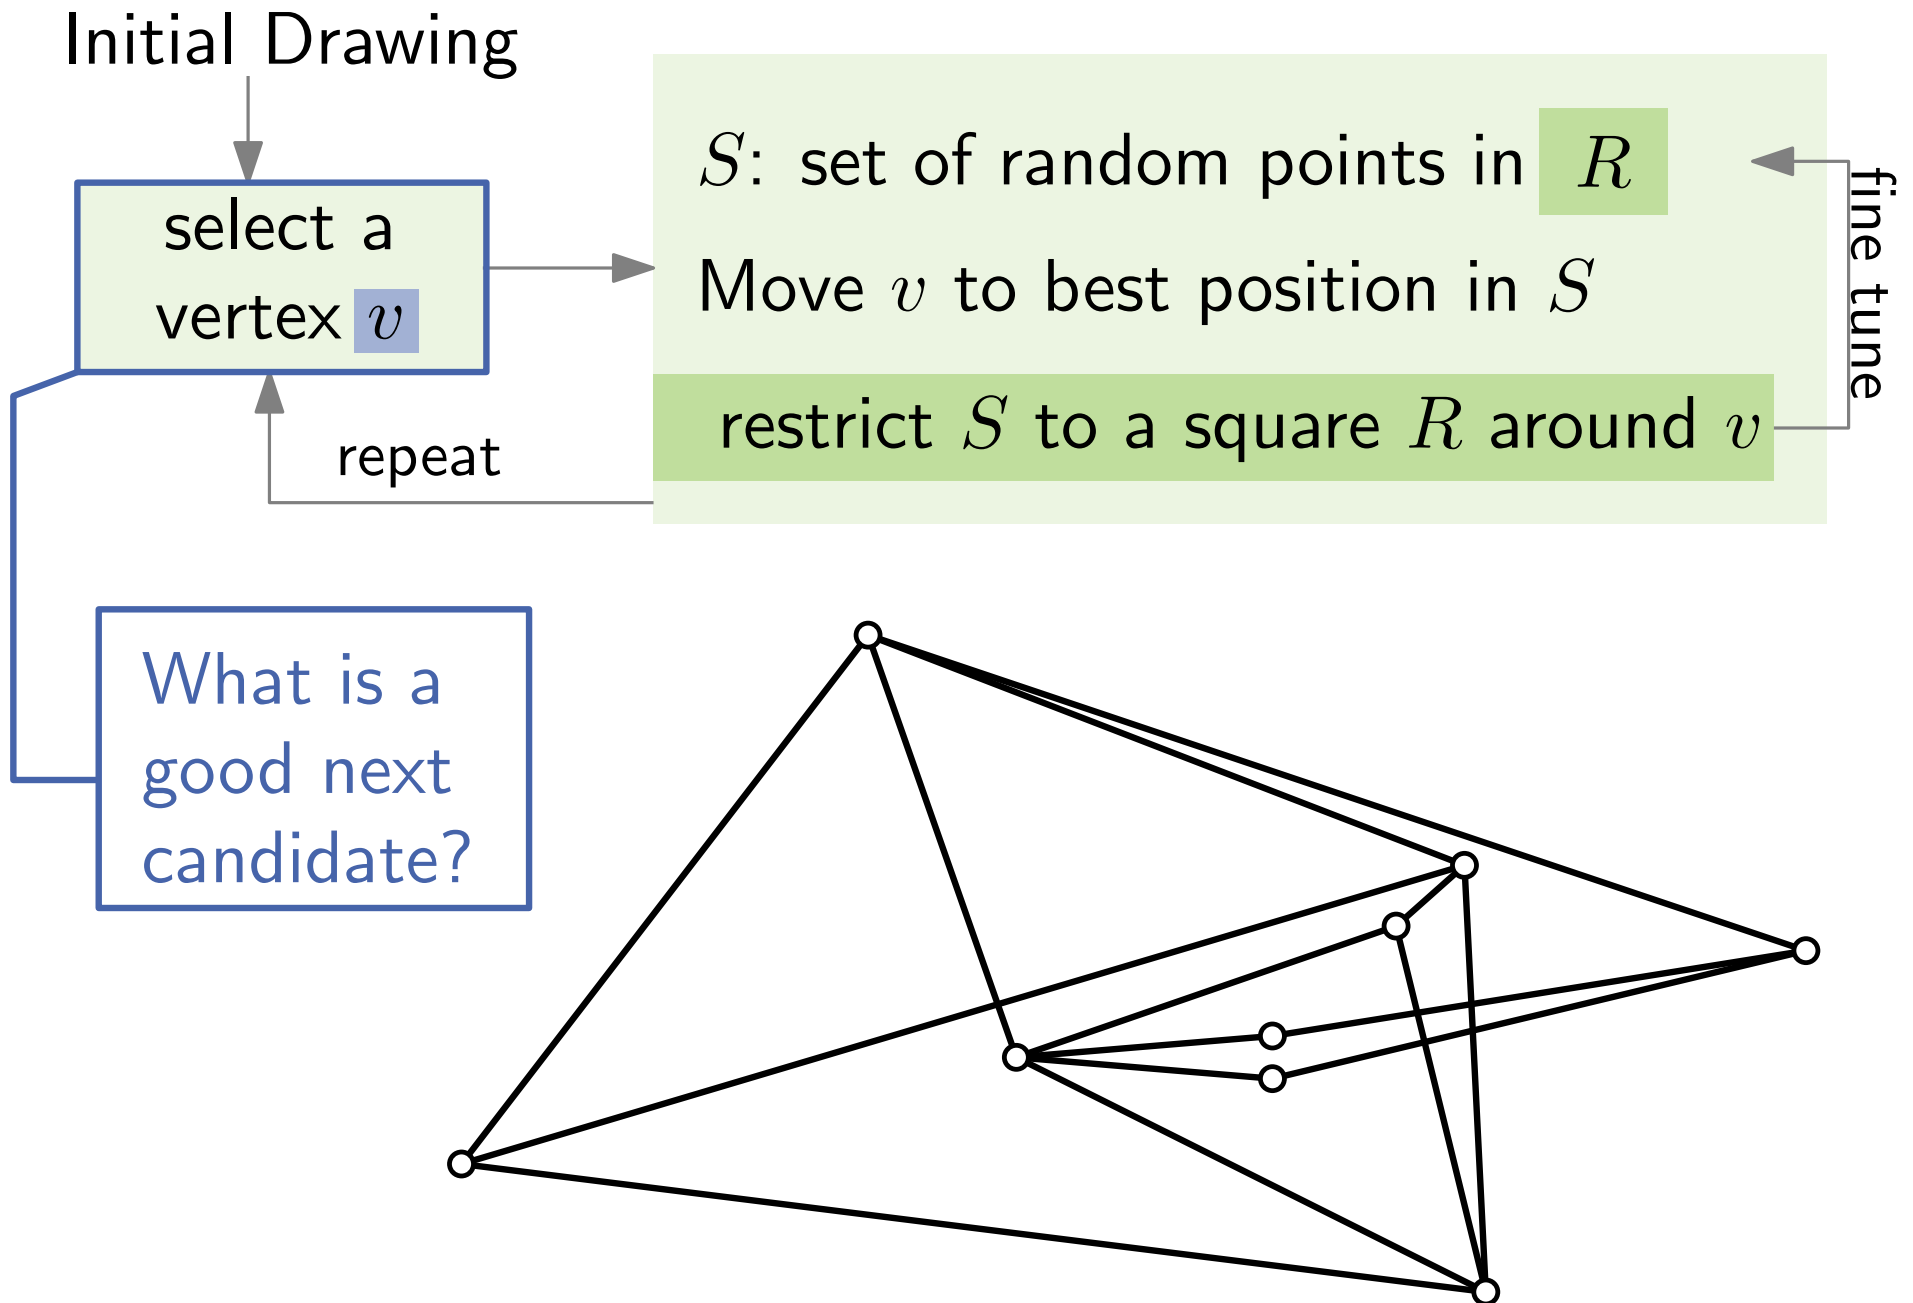 Initial Drawing
select a
vertex v
S: set of random points in R
Move v to best position in S
restrict S to a square R around v
fine tune
repeat
What is a
good next
candidate?